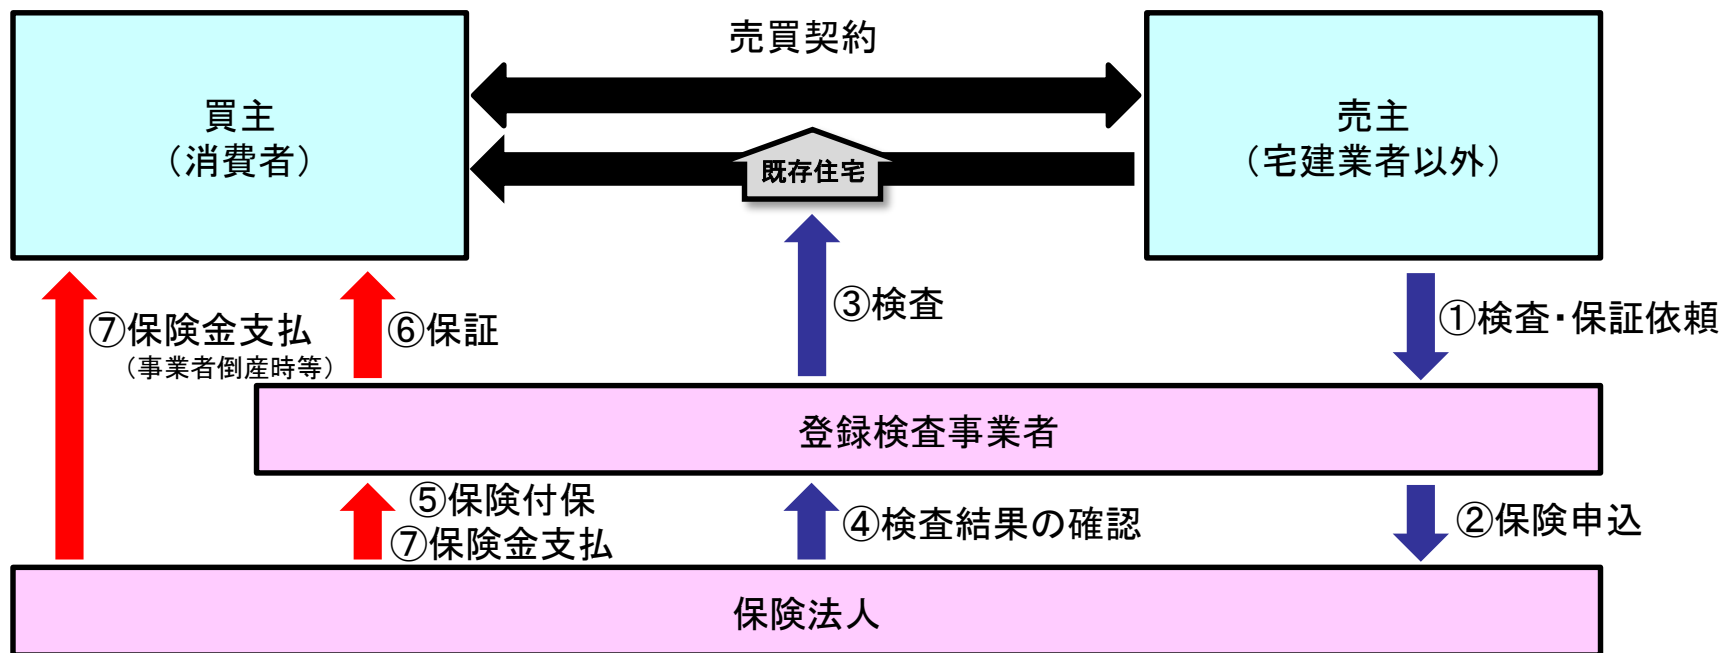 売買契約
買主
（消費者）
売主
（宅建業者以外）
既存住宅
⑦保険金支払
（事業者倒産時等）
⑥保証
③検査
①検査・保証依頼
登録検査事業者
⑤保険付保
⑦保険金支払
④検査結果の確認
②保険申込
保険法人